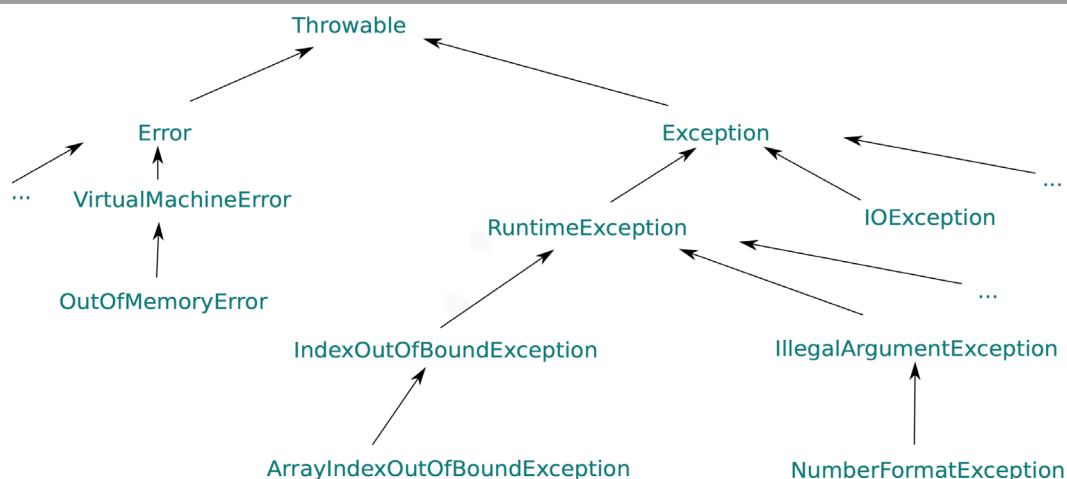 Throwable
Error
Exception
...
VirtualMachineError
...
IOException
RuntimeException
OutOfMemoryError
...
IndexOutOfBoundException
IllegalArgumentException
ArrayIndexOutOfBoundException
NumberFormatException